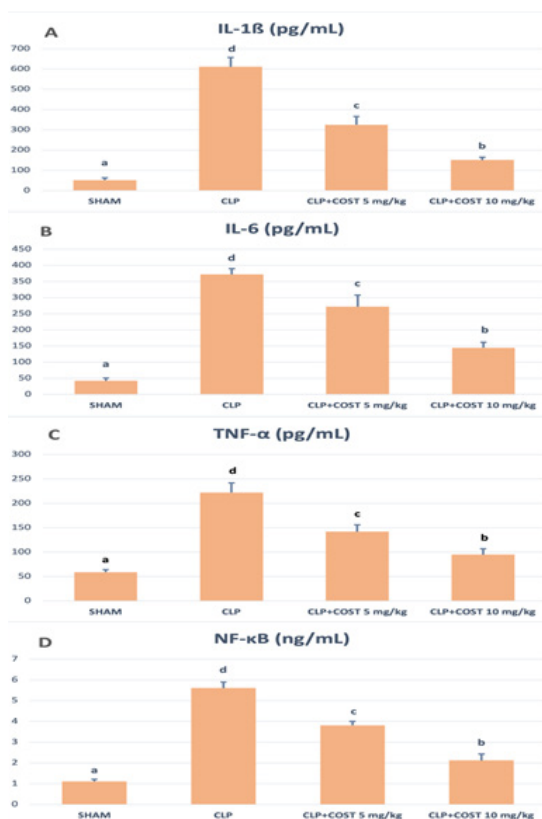 A
IL-1ß (pg/mL)
700
600
500
400
300
200
100
0
a
d
c
b
SHAM
CLP
CLP+COST 5 mg/kg
CLP+COST 10 mg/kg
B
IL-6 (pg/mL)
450
400
350
300
250
200
150
100
50
0
a
d
c
b
SHAM
CLP
CLP+COST 5 mg/kg
CLP+COST 10 mg/kg
C
TNF-α (pg/mL)
300
250
200
150
100
50
0
a
d
c
b
SHAM
CLP
CLP+COST 5 mg/kg
CLP+COST 10 mg/kg
D
NF-κB (ng/mL)
7
6
5
4
3
2
1
0
a
d
c
b
SHAM
CLP
CLP+COST 5 mg/kg
CLP+COST 10 mg/kg